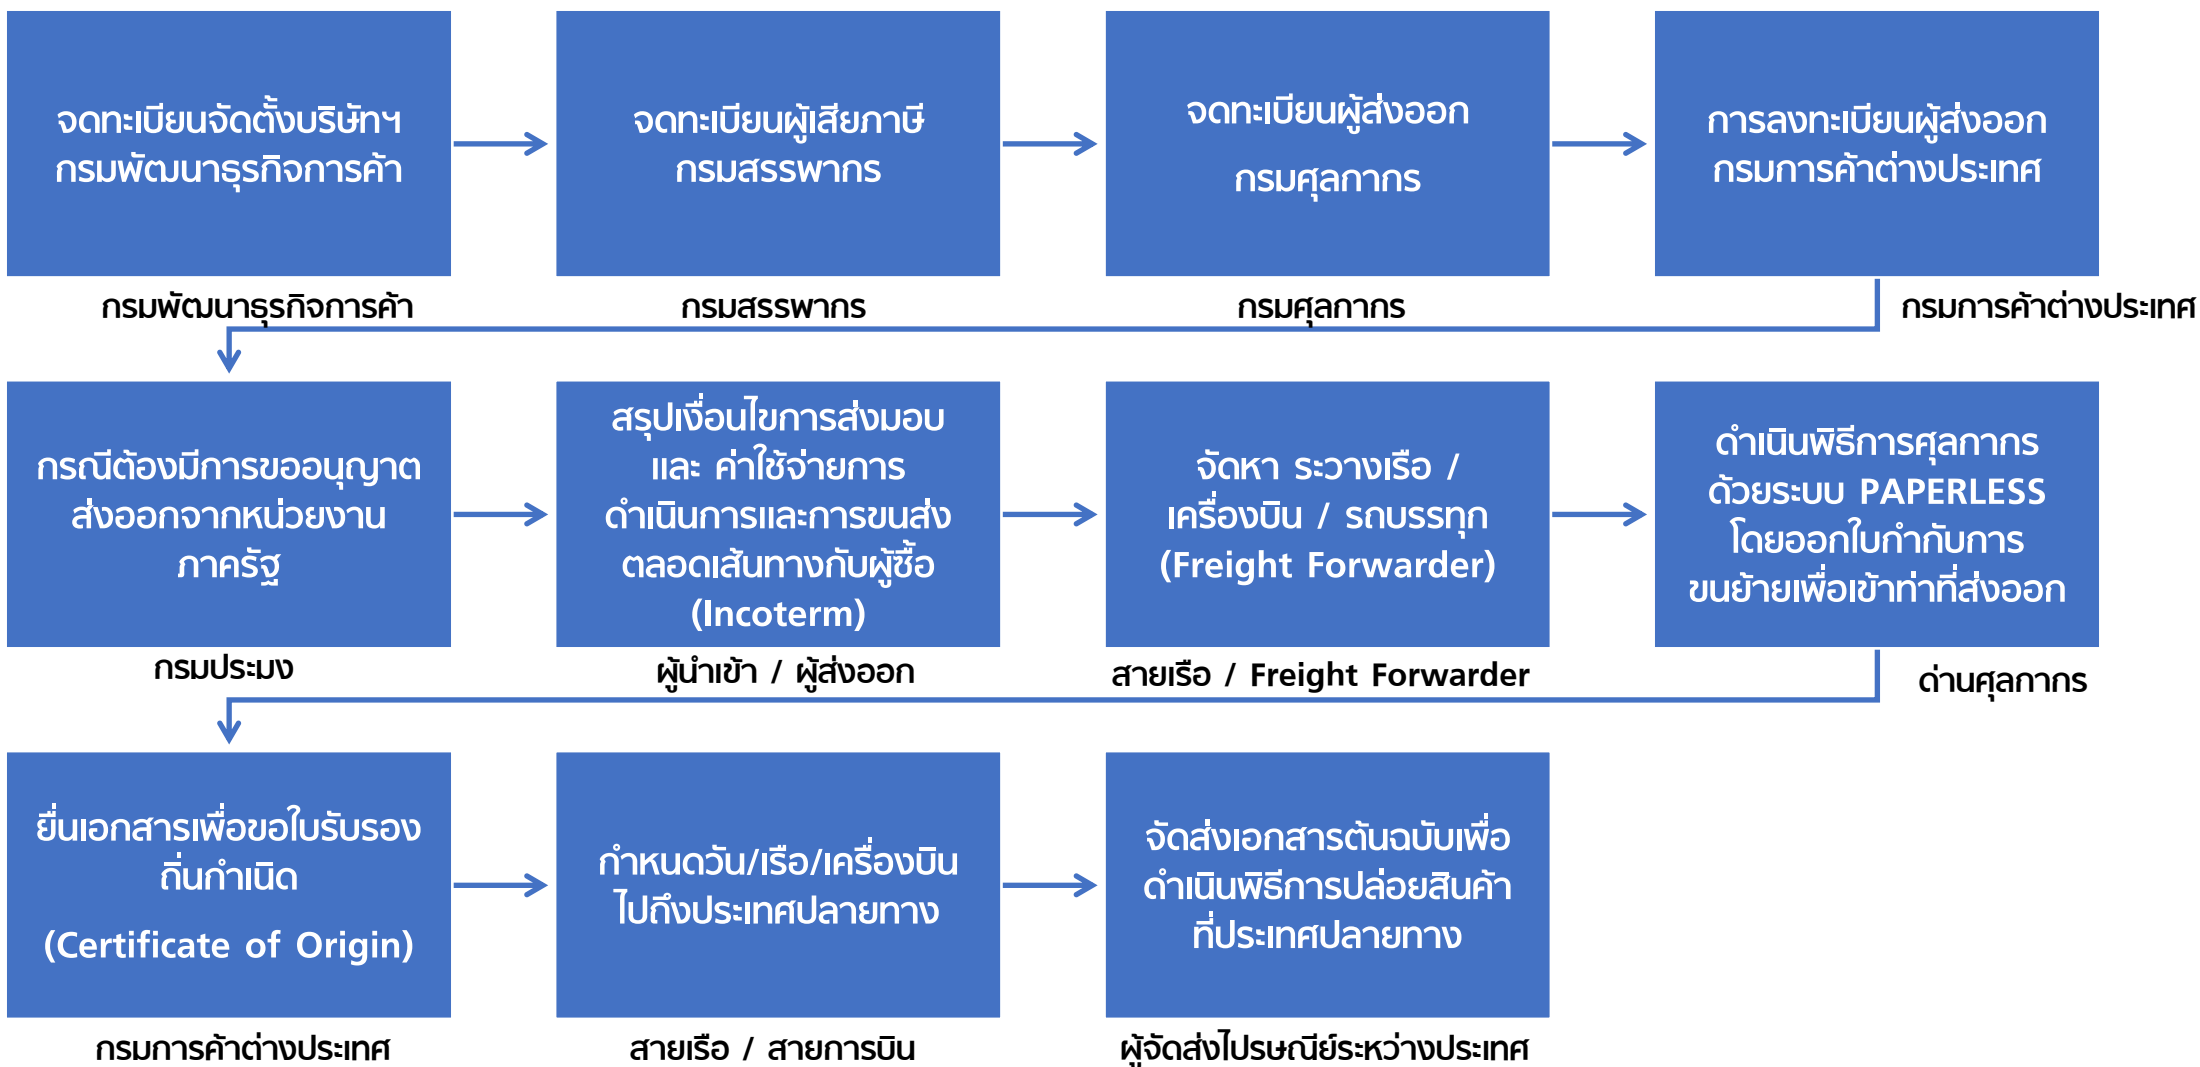 จดทะเบียนจัดตั้งบริษัทฯ
กรมพัฒนาธุรกิจการค้า
จดทะเบียนผู้เสียภาษี
กรมสรรพากร
จดทะเบียนผู้ส่งออก
กรมศุลกากร
การลงทะเบียนผู้ส่งออก
กรมการค้าต่างประเทศ
กรมพัฒนาธุรกิจการค้า
กรมสรรพากร
กรมศุลกากร
กรมการค้าต่างประเทศ
กรณีต้องมีการขออนุญาต
ส่งออกจากหน่วยงาน
ภาครัฐ
สรุปเงื่อนไขการส่งมอบ
และ ค่าใช้จ่ายการ
ดำเนินการและการขนส่ง
ตลอดเส้นทางกับผู้ซื้อ
(Incoterm)
จัดหา ระวางเรือ /
เครื่องบิน / รถบรรทุก
(Freight Forwarder)
ดำเนินพิธีการศุลกากร
ด้วยระบบ PAPERLESS
โดยออกใบกำกับการ
ขนย้ายเพื่อเข้าท่าที่ส่งออก
กรมประมง
ผู้นำเข้า / ผู้ส่งออก
สายเรือ / Freight Forwarder
ด่านศุลกากร
ยื่นเอกสารเพื่อขอใบรับรอง
ถิ่นกำเนิด
(Certificate of Origin)
กำหนดวัน/เรือ/เครื่องบิน
ไปถึงประเทศปลายทาง
จัดส่งเอกสารต้นฉบับเพื่อ
ดำเนินพิธีการปล่อยสินค้า
ที่ประเทศปลายทาง
กรมการค้าต่างประเทศ
สายเรือ / สายการบิน
ผู้จัดส่งไปรษณีย์ระหว่างประเทศ